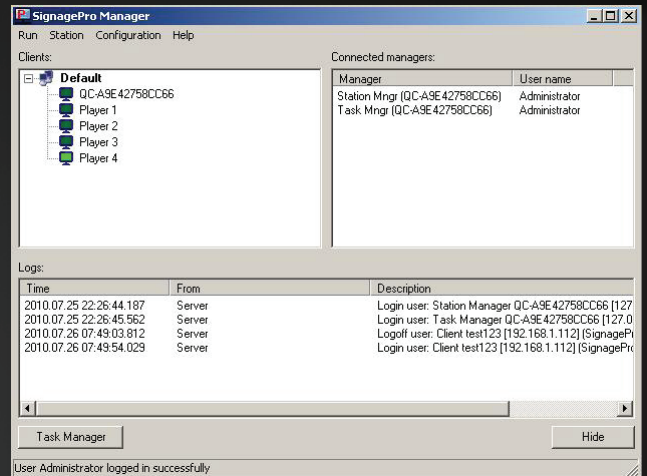 SignagePro Manager
Run Station Configuration Help
Clients:
Default
QC-A9E42758CC66
Player 1
Player 2
Player 3
Player 4
Connected managers:
Manager User name
Station Mngr (QC-A9E42758CC66) Administrator
Task Mngr (QC-A9E42758CC66) Administrator
Logs:
Time From Description
2010.07.25 22:26:44.187 Server Login user: Station Manager QC-A9E42758CC66 [127
2010.07.25 22:26:45.562 Server Login user: Task Manager QC-A9E42758CC66 [127.0
2010.07.26 07:49:03.812 Server Logoff user: Client test123 [192.168.1.112] (SignageP
2010.07.26 07:49:54.029 Server Login user: Client test123 [192.168.1.112] (SignagePro
Task Manager Hide
User Administrator logged in successfully